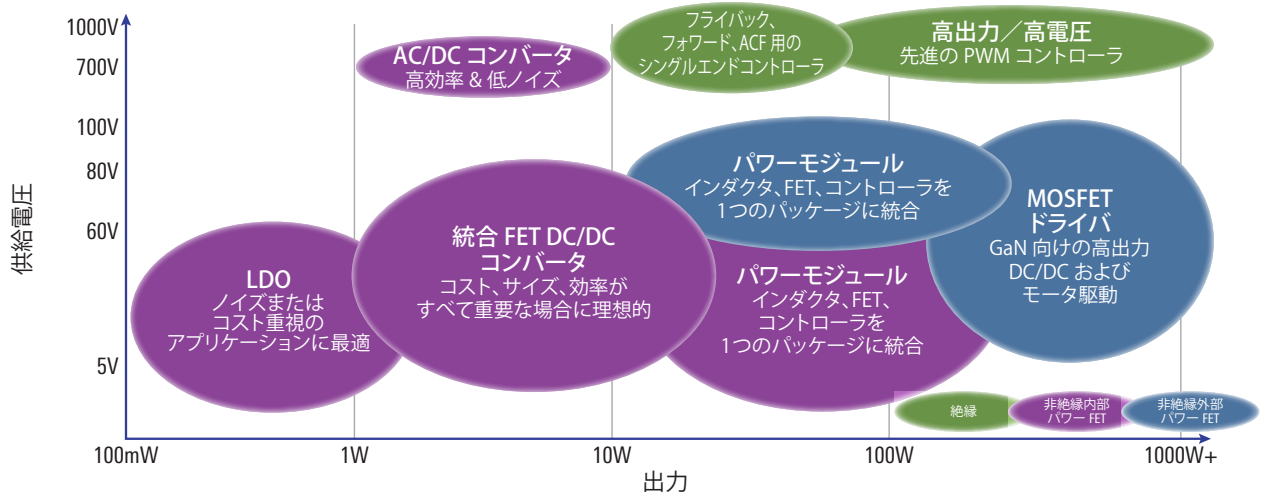 1000V
700V
100V
80V
60V
5V
供給電圧
AC/DC コンバータ
高効率 & 低ノイズ
フライバック、
フォワード、ACF 用の
シングルエンドコントローラ
高出力／高電圧
先進の PWM コントローラ
LDO
ノイズまたは
コスト重視の
アプリケーションに最適
統合 FET DC/DC
コンバータ
コスト、サイズ、効率が
すべて重要な場合に理想的
パワーモジュール
インダクタ、FET、コントローラを
1つのパッケージに統合
パワーモジュール
インダクタ、FET、
コントローラを
1つのパッケージに統合
MOSFET
ドライバ
GaN 向けの高出力
DC/DC および
モータ駆動
絶縁
非絶縁内部
パワー FET
非絶縁外部
パワー FET
100mW
1W
10W
100W
1000W+
出力